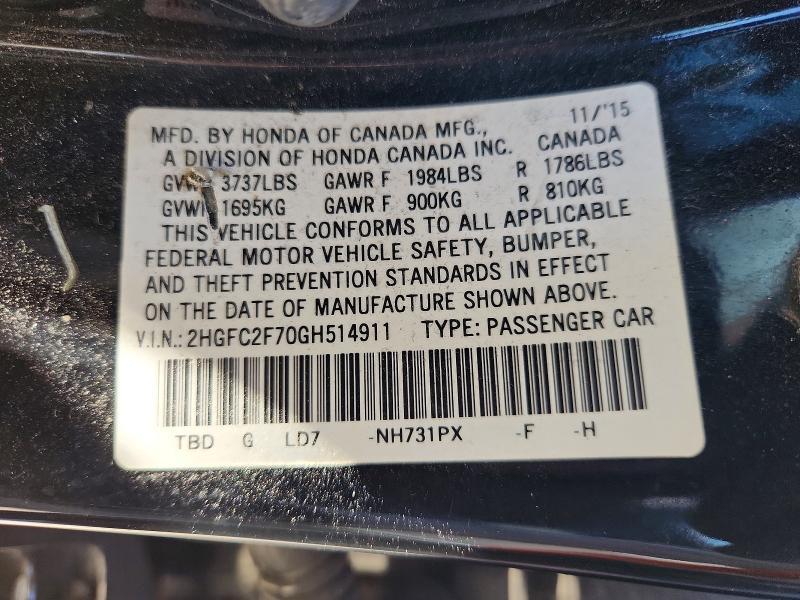 11/'15
MFD. BY HONDA OF CANADA MFG.,
A DIVISION OF HONDA CANADA INC. CANADA
3737LBS GAWR F 1984LBS R 1786LBS
1695KG GAWR F 900KG R 810KG
THIS VEHICLE CONFORMS TO ALL APPLICABLE
FEDERAL MOTOR VEHICLE SAFETY, BUMPER,
AND THEFT PREVENTION STANDARDS IN EFFECT
ON THE DATE OF MANUFACTURE SHOWN ABOVE.
V.I.N.: 2HGFC2F70GH514911 TYPE: PASSENGER CAR
TBD G LD7 -NH731PX -F -H